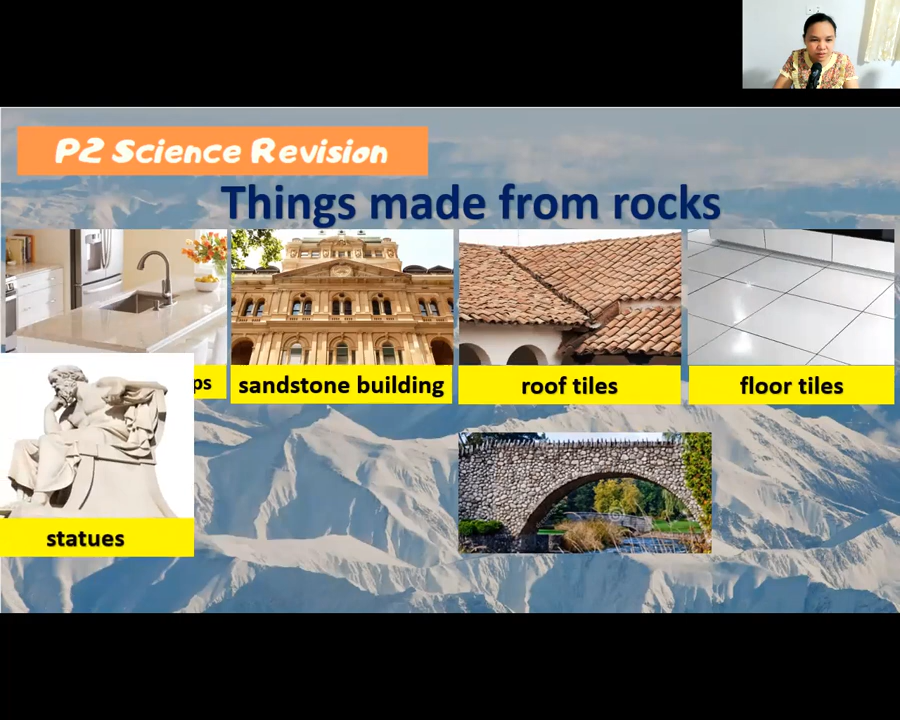 P2 Science Revision
Things made from rocks
ps
sandstone building
roof tiles
floor tiles
statues